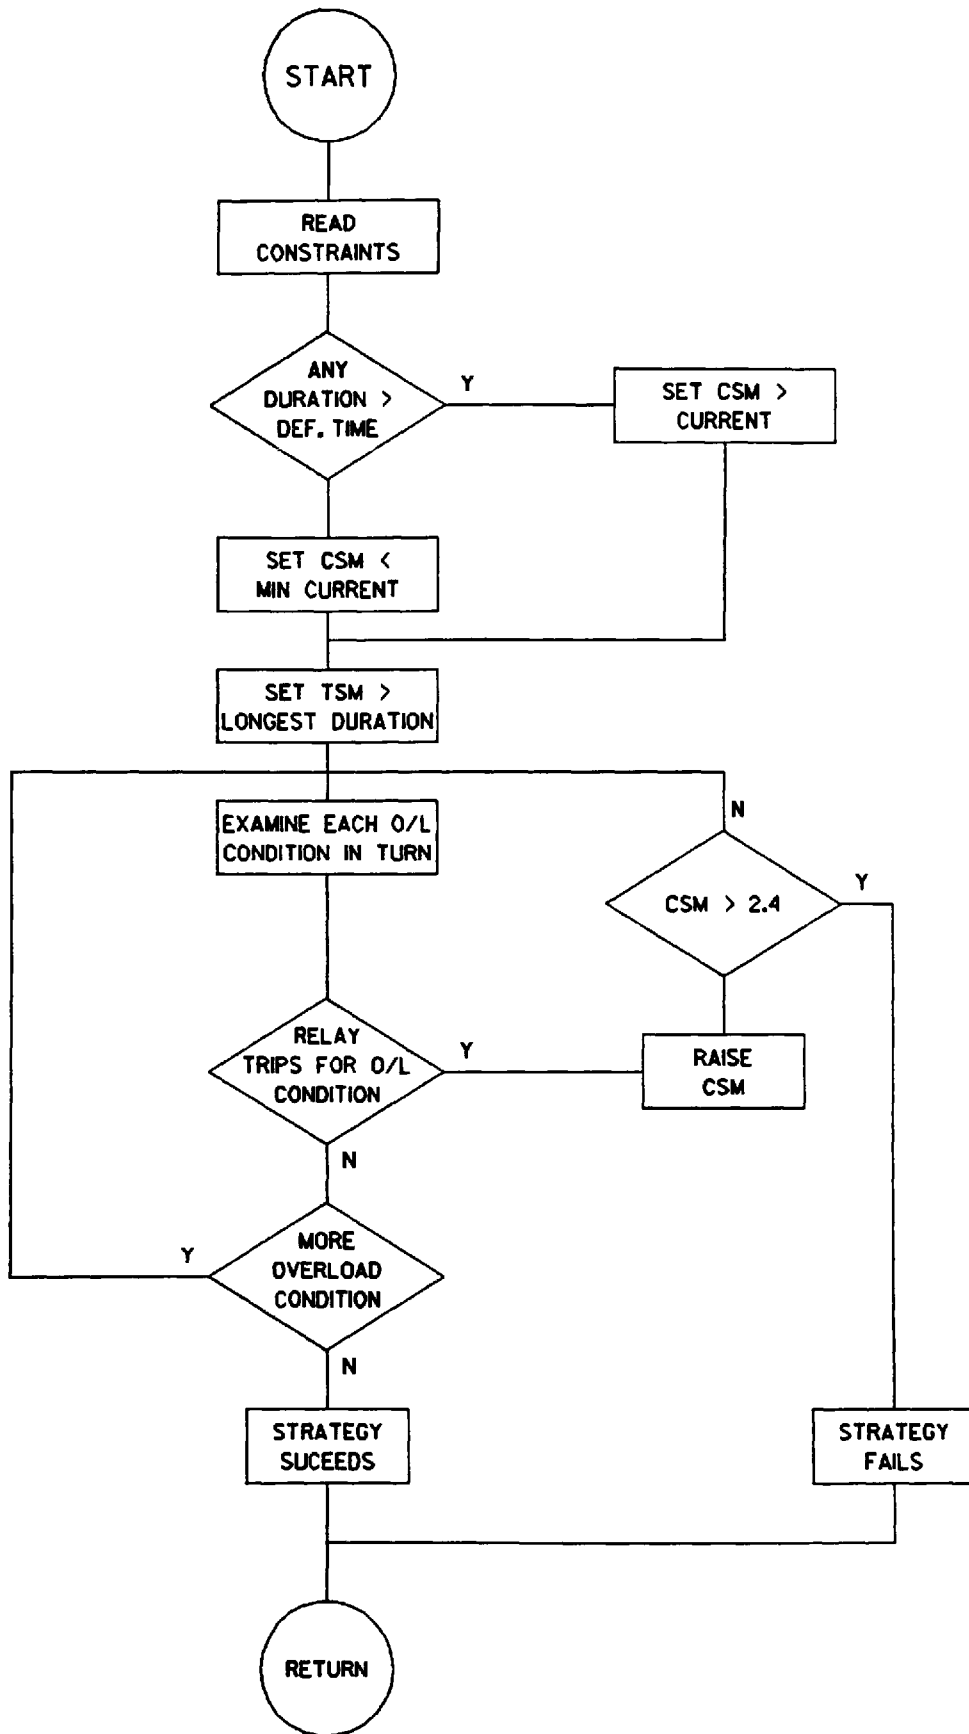 START
READ
CONSTRAINTS
ANY
DURATION >
DEF. TIME
Y
SET CSM >
CURRENT
SET CSM <
MIN CURRENT
SET TSM >
LONGEST DURATION
EXAMINE EACH O/L
CONDITION IN TURN
N
CSM > 2.4
Y
RELAY
TRIPS FOR O/L
CONDITION
Y
RAISE
CSM
N
MORE
OVERLOAD
CONDITION
Y
N
STRATEGY
SUCEEDS
STRATEGY
FAILS
RETURN